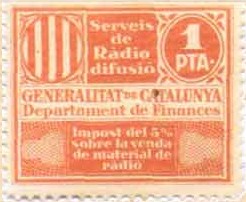 Serveis
de
Ràdio
difusió
1
PTA.
GENERALITAT DE CATALUNYA
Departament de Finances
Impost del 5%
sobre la venda
de material de
ràdio